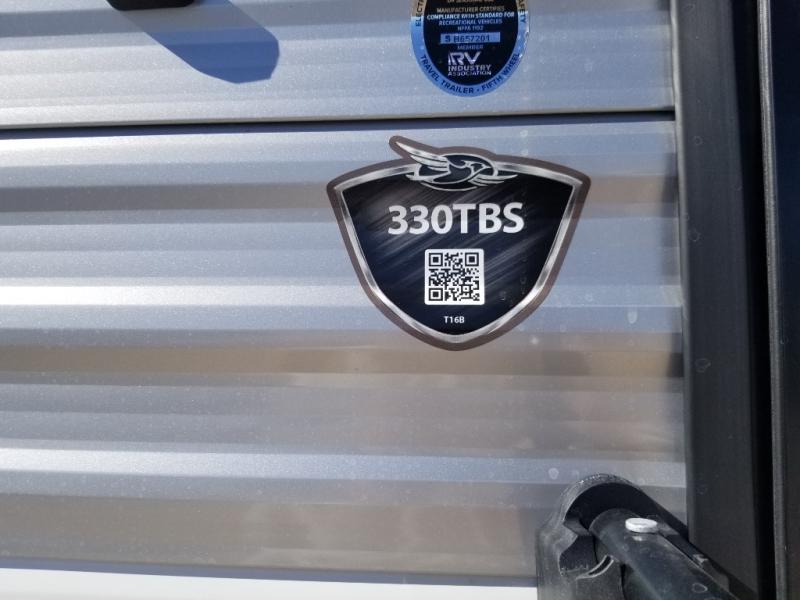 MANUFACTURER CERTIFIES
COMPLIANCE WITH STANDARD FOR
RECREATIONAL VEHICLES
NFPA 1192
S H657201
MEMBER
RV
INDUSTRY
ASSOCIATION
TRAVEL TRAILER - FIFTH WHEEL
330TBS
T16B